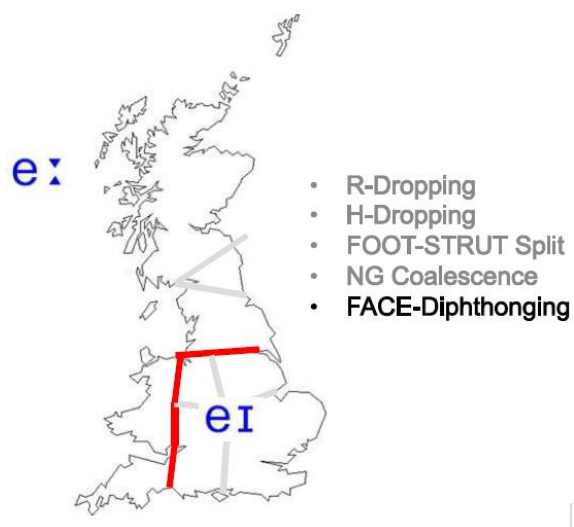 eː
• R-Dropping
• H-Dropping
• FOOT-STRUT Split
• NG Coalescence
• FACE-Diphthonging
eɪ